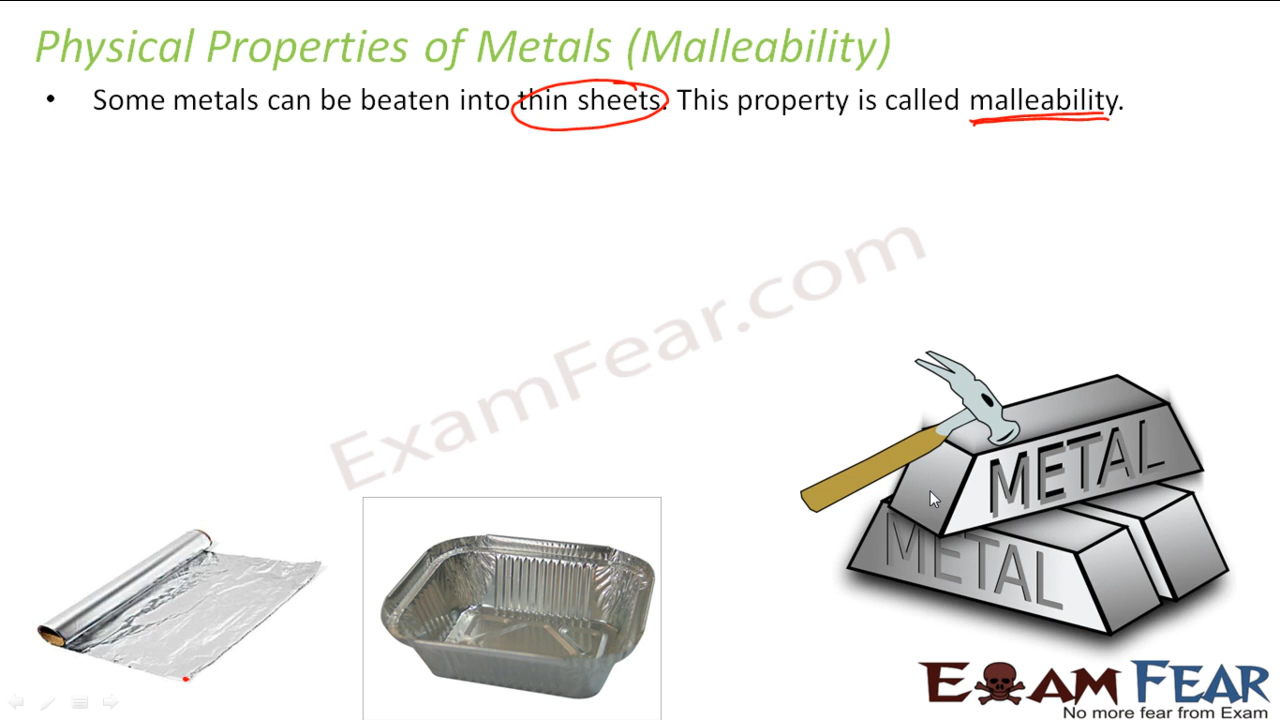 Physical Properties of Metals (Malleability)
• Some metals can be beaten into thin sheets. This property is called malleability.
ExamFear.com
METAL
METAL
EXAM FEAR
No more fear from Exam